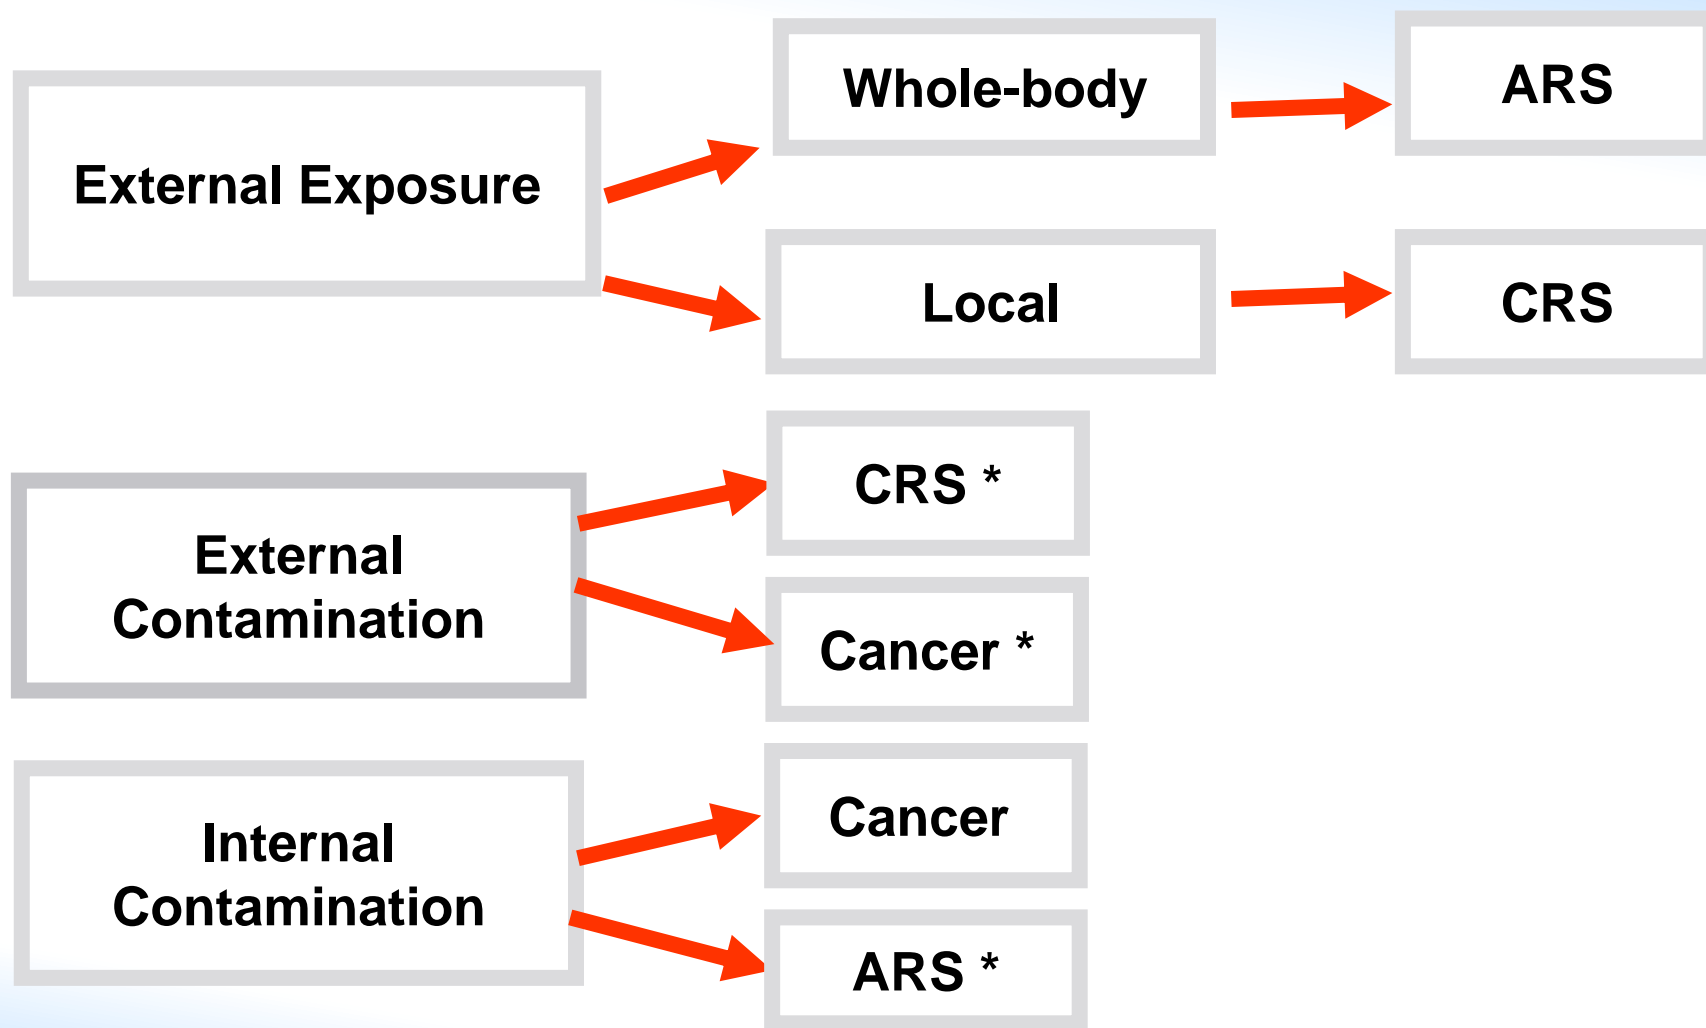 External Exposure
Whole-body
ARS
Local
CRS
External
Contamination
CRS *
Cancer *
Internal
Contamination
Cancer
ARS *